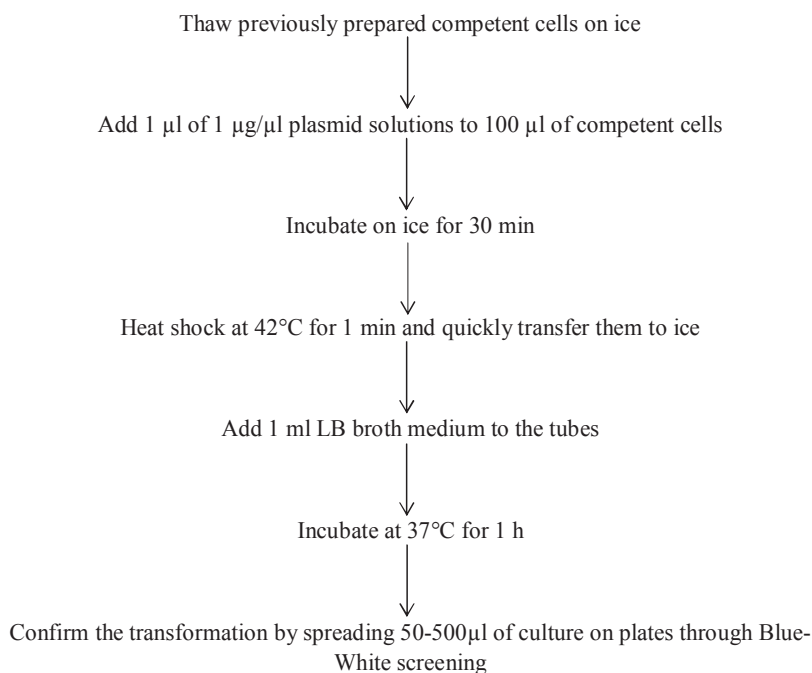 Thaw previously prepared competent cells on ice
Add 1 µl of 1 µg/µl plasmid solutions to 100 µl of competent cells
Incubate on ice for 30 min
Heat shock at 42°C for 1 min and quickly transfer them to ice
Add 1 ml LB broth medium to the tubes
Incubate at 37°C for 1 h
Confirm the transformation by spreading 50-500µl of culture on plates through Blue-
White screening